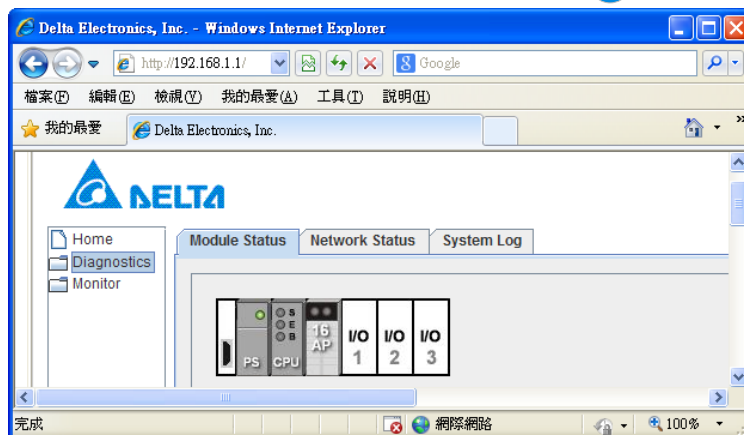 Delta Electronics, Inc. - Windows Internet Explorer
http://192.168.1.1/ Google
檔案(F) 編輯(E) 檢視(V) 我的最愛(A) 工具(T) 說明(H)
我的最愛 Delta Electronics, Inc. »
DELTA
Home Module Status Network Status System Log
Diagnostics
Monitor
S
E
B
PS CPU 16 AP I/O 1 I/O 2 I/O 3
完成 網際網路 100%